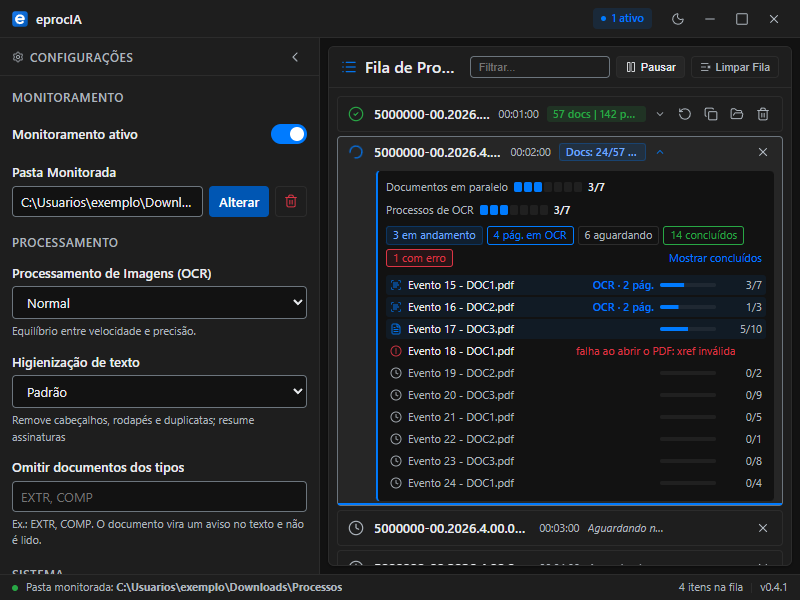 eprocIA
1 ativo
CONFIGURAÇÕES
MONITORAMENTO
Monitoramento ativo
Pasta Monitorada
C:\Usuarios\exemplo\Downl...
Alterar
PROCESSAMENTO
Processamento de Imagens (OCR)
Normal
Equilíbrio entre velocidade e precisão.
Higienização de texto
Padrão
Remove cabeçalhos, rodapés e duplicatas; resume
assinaturas
Omitir documentos dos tipos
EXTR, COMP
Ex.: EXTR, COMP. O documento vira um aviso no texto e não
é lido.
SISTEMA
Fila de Pro...
Filtrar...
Pausar
Limpar Fila
5000000-00.2026.... 00:01:00 57 docs | 142 p...
5000000-00.2026.4.... 00:02:00 Docs: 24/57 ...
Documentos em paralelo 3/7
Processos de OCR 3/7
3 em andamento 4 pág. em OCR 6 aguardando 14 concluídos
1 com erro Mostrar concluídos
Evento 15 - DOC1.pdf OCR · 2 pág. 3/7
Evento 16 - DOC2.pdf OCR · 2 pág. 1/3
Evento 17 - DOC3.pdf 5/10
Evento 18 - DOC1.pdf falha ao abrir o PDF: xref inválida
Evento 19 - DOC2.pdf 0/2
Evento 20 - DOC3.pdf 0/9
Evento 21 - DOC1.pdf 0/5
Evento 22 - DOC2.pdf 0/1
Evento 23 - DOC3.pdf 0/8
Evento 24 - DOC1.pdf 0/4
5000000-00.2026.4.00.0... 00:03:00 Aguardando n...
Pasta monitorada: C:\Usuarios\exemplo\Downloads\Processos
4 itens na fila v0.4.1